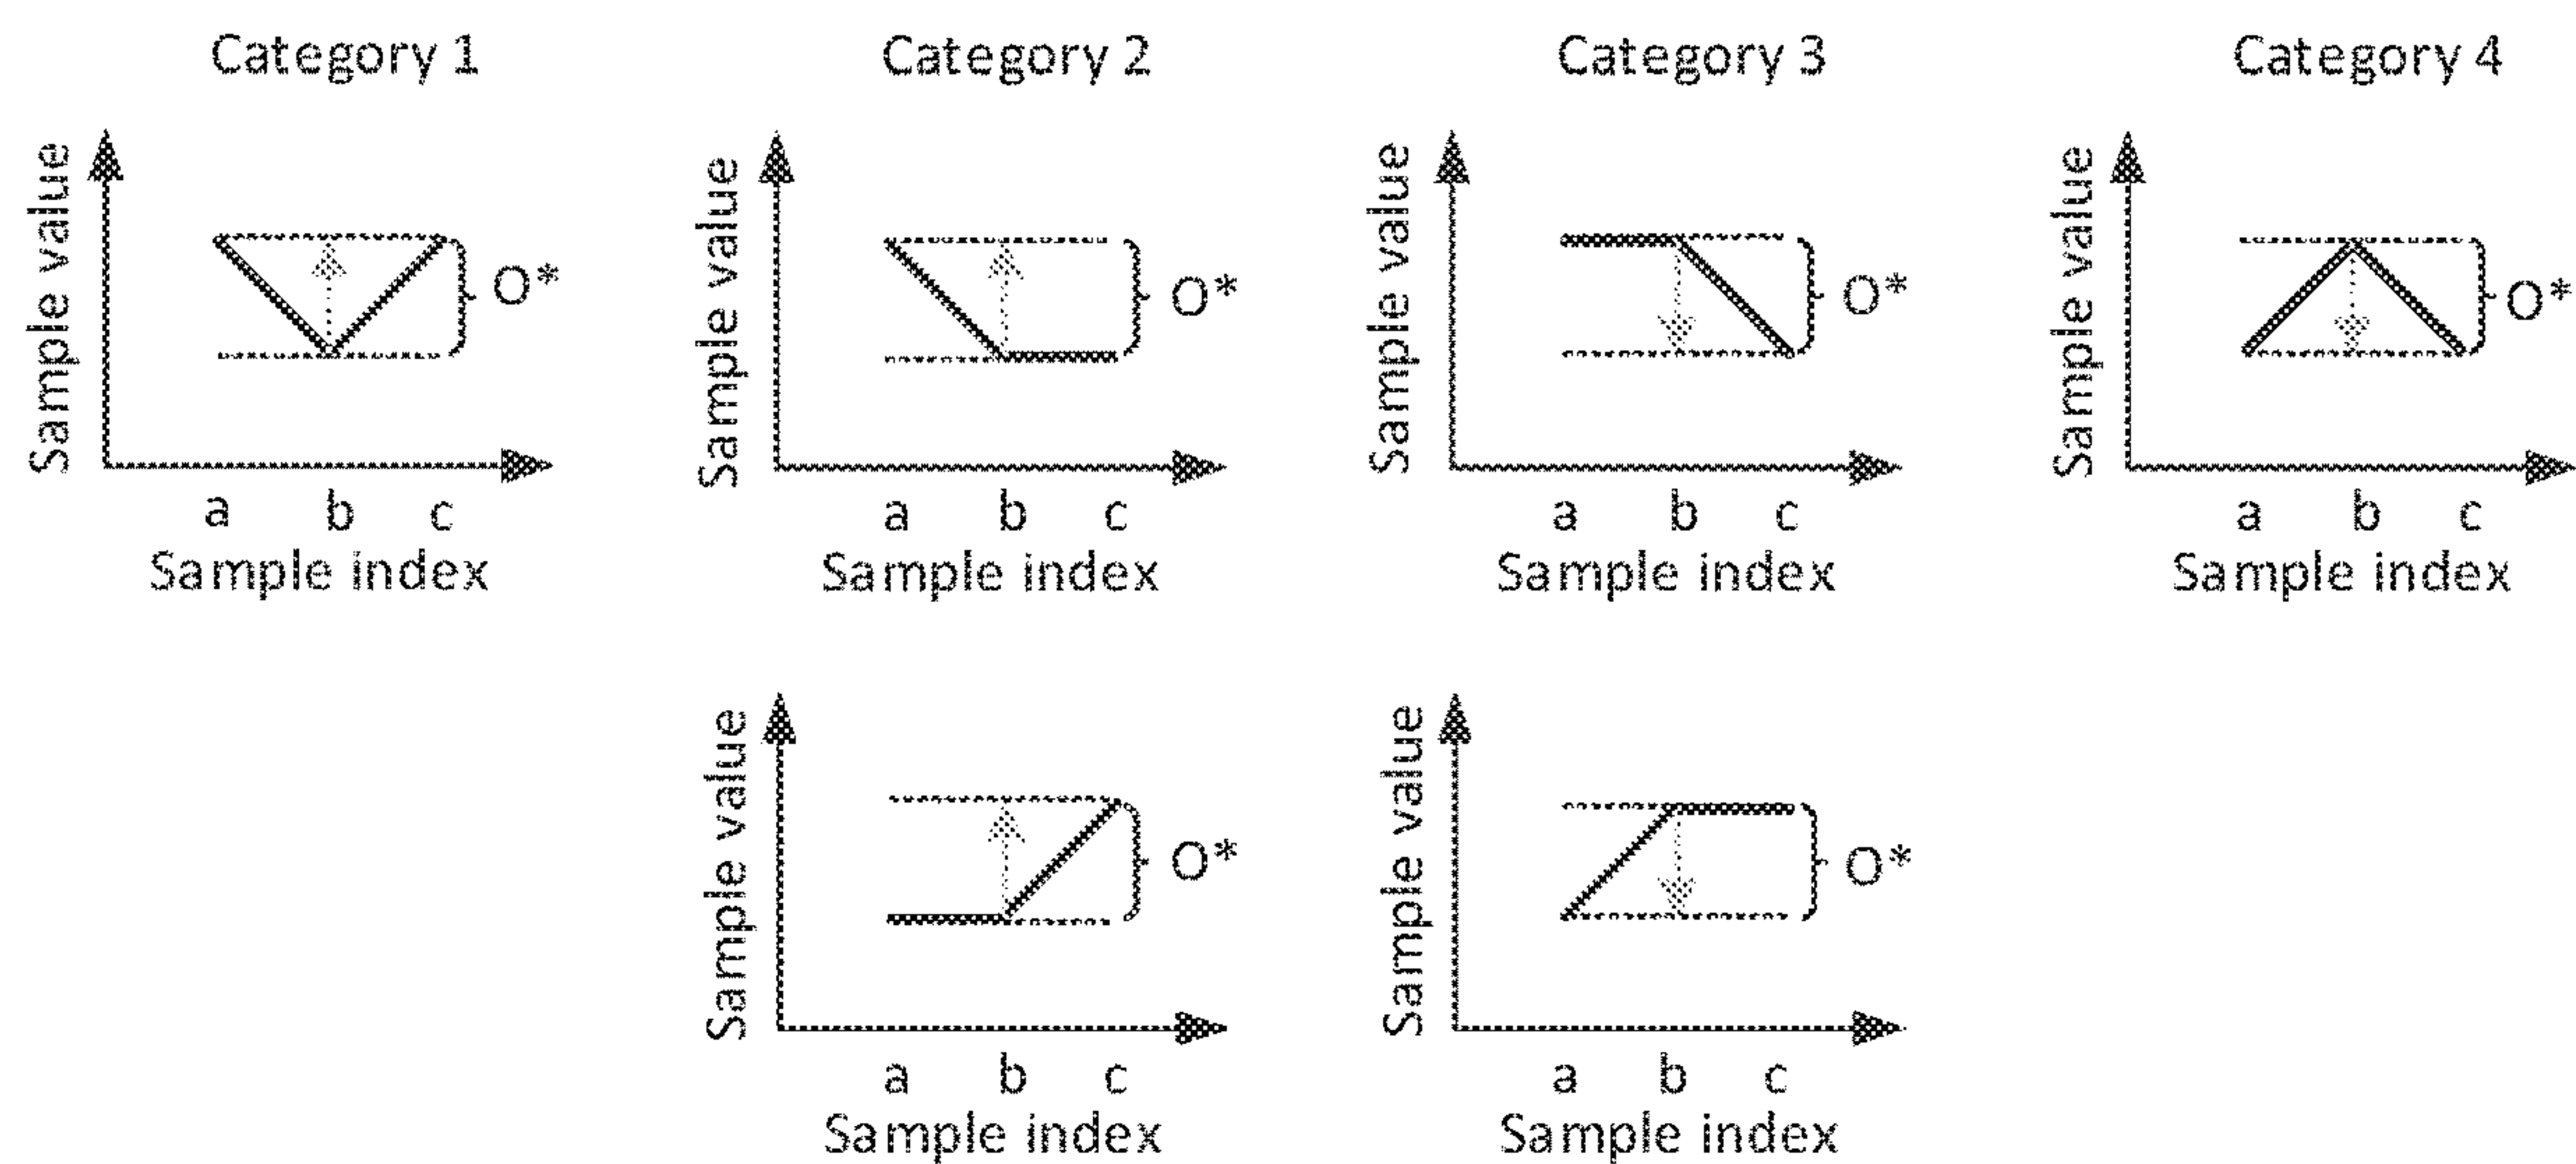 Category 1
Category 2
Category 3
Category 4
Sample value
O*
a b c
Sample index
Sample value
O*
a b c
Sample index
Sample value
O*
a b c
Sample index
Sample value
O*
a b c
Sample index
Sample value
O*
a b c
Sample index
Sample value
O*
a b c
Sample index